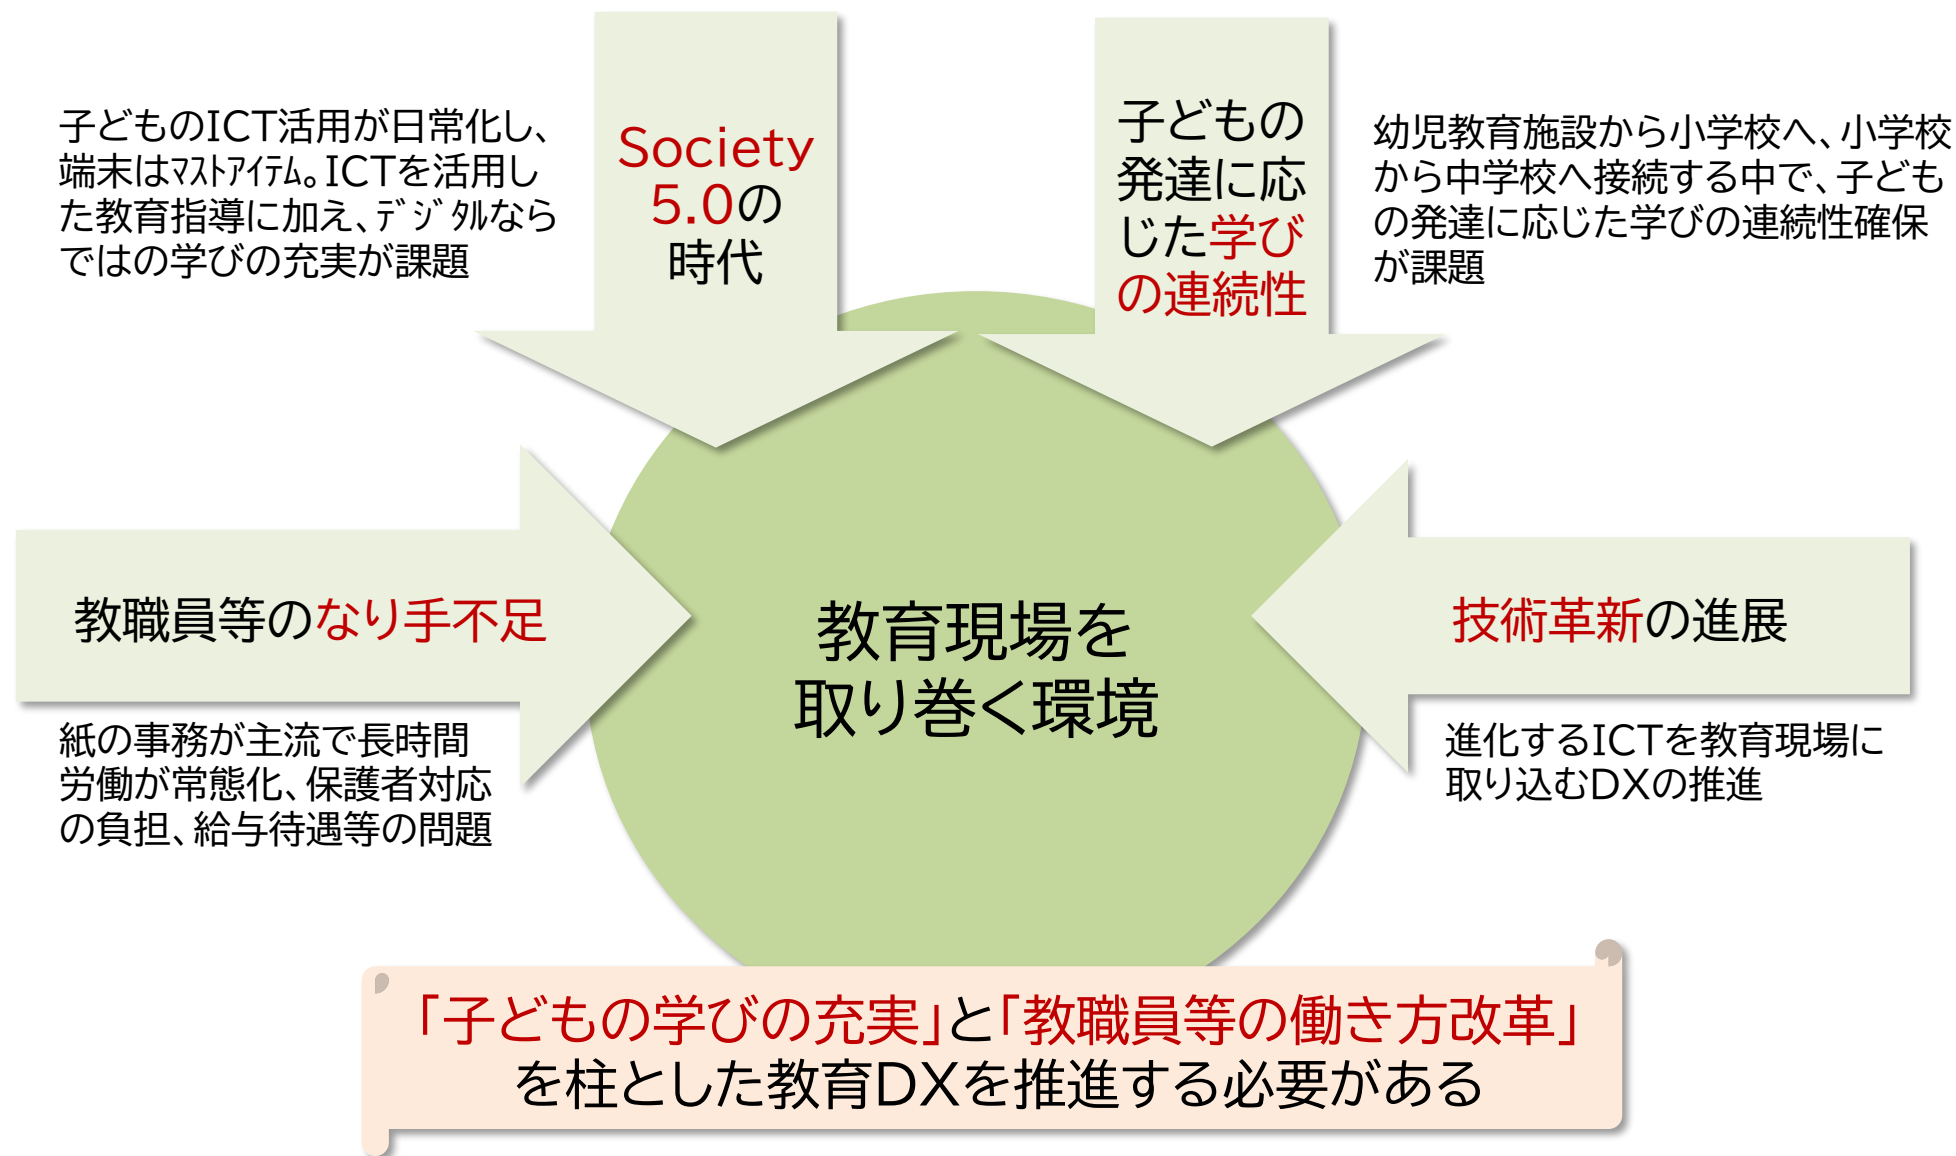 子どものICT活用が日常化し、
端末はﾏｽﾄｱｲﾃﾑ。ICTを活用し
た教育指導に加え、ﾃﾞｼﾞﾀﾙなら
ではの学びの充実が課題
Society
5.0の
時代
子どもの
発達に応
じた学び
の連続性
幼児教育施設から小学校へ、小学校
から中学校へ接続する中で、子ども
の発達に応じた学びの連続性確保
が課題
教職員等のなり手不足
紙の事務が主流で長時間
労働が常態化、保護者対応
の負担、給与待遇等の問題
教育現場を
取り巻く環境
技術革新の進展
進化するICTを教育現場に
取り込むDXの推進
「子どもの学びの充実」と「教職員等の働き方改革」
を柱とした教育DXを推進する必要がある